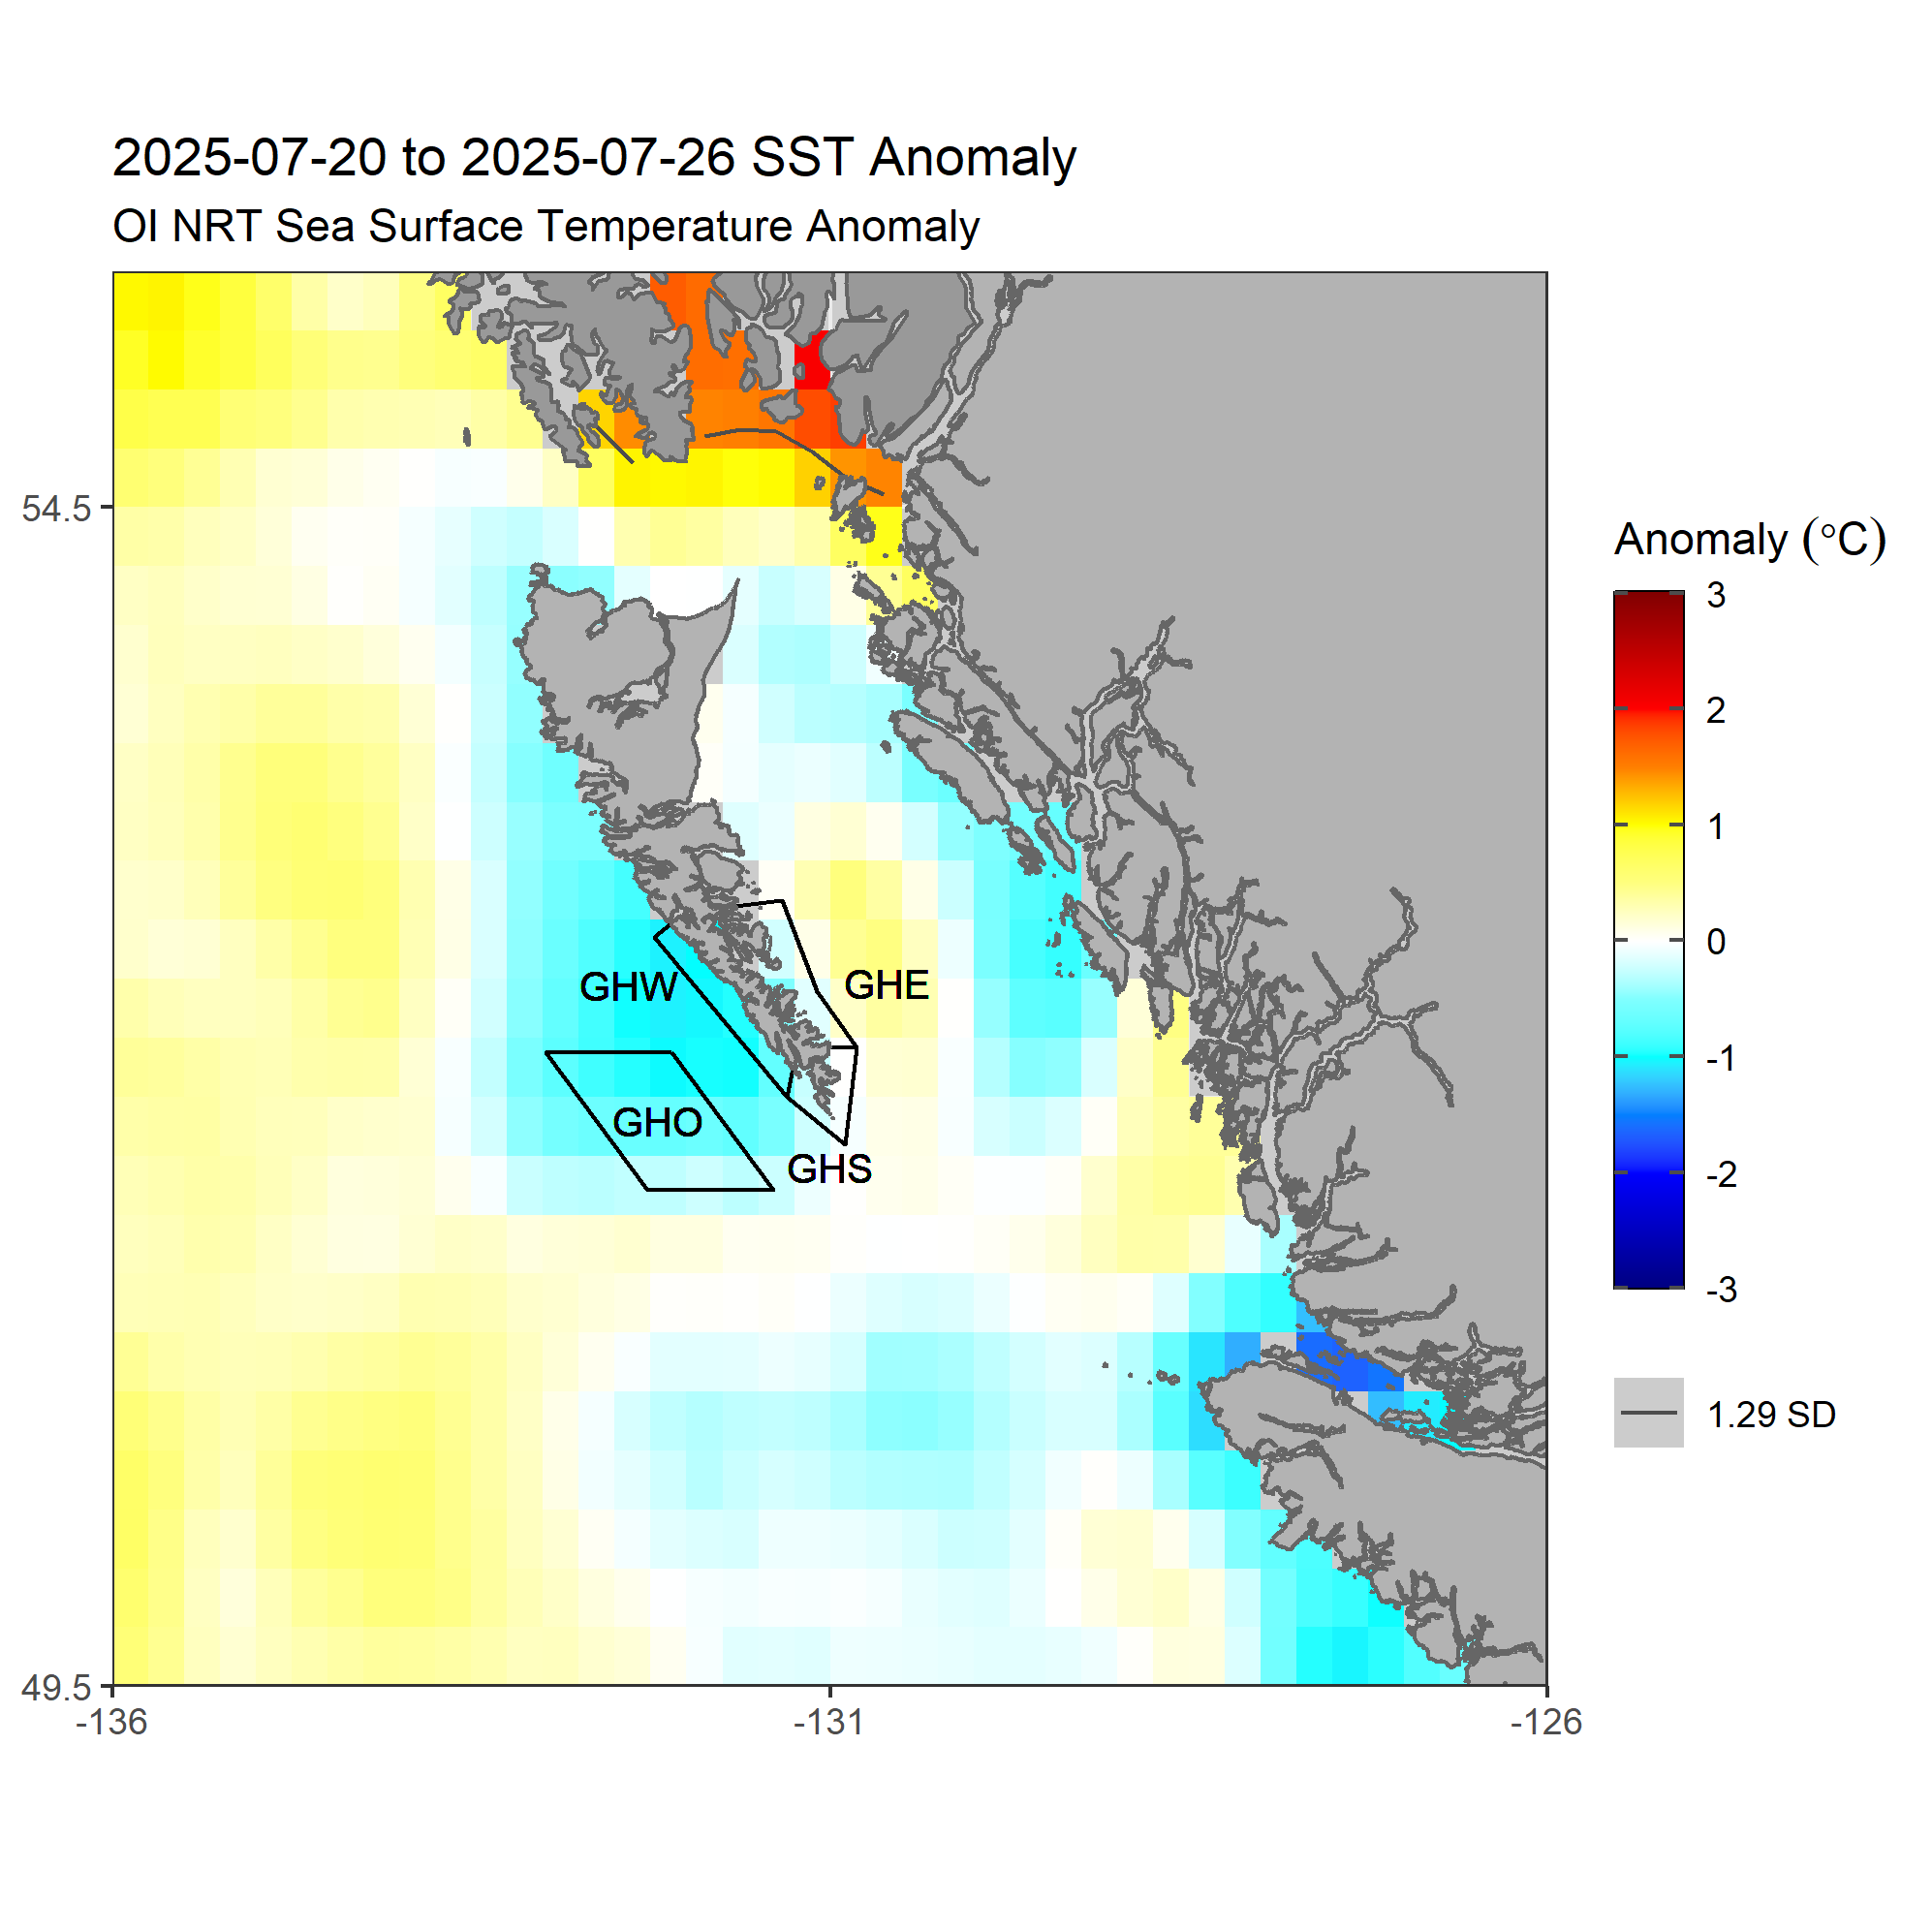 2025-07-20 to 2025-07-26 SST Anomaly
OI NRT Sea Surface Temperature Anomaly
54.5
49.5
-136
-131
-126
GHW
GHE
GHO
GHS
Anomaly (°C)
3
2
1
0
-1
-2
-3
1.29 SD